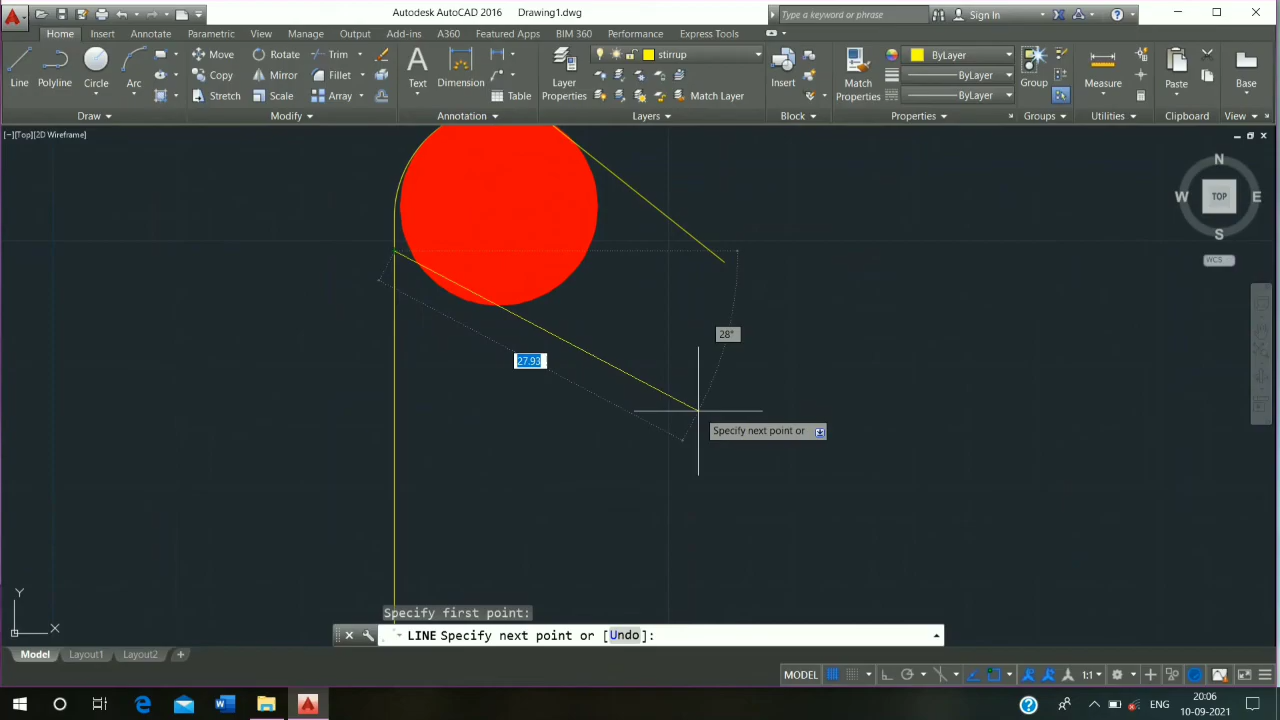 Autodesk AutoCAD 2016 Drawing1.dwg
Type a keyword or phrase
Sign In
Home Insert Annotate Parametric View Manage Output Add-ins A360 Featured Apps BIM 360 Performance Express Tools
Line
Polyline
Circle
Arc
Move
Copy
Stretch
Rotate
Mirror
Scale
Trim
Fillet
Array
Text
Dimension
Table
Layer
Properties
stirrup
Match Layer
Insert
Match
Properties
ByLayer
ByLayer
ByLayer
Group
Measure
Paste
Base
Draw Modify Annotation Layers Block Properties Groups Utilities Clipboard View
[−][Top][2D Wireframe]
N
W TOP E
S
WCS
28°
27.93
Specify next point or
Y
X
Specify first point:
LINE Specify next point or [Undo]:
Model Layout1 Layout2 +
MODEL 1:1
ENG
20:06
10-09-2021